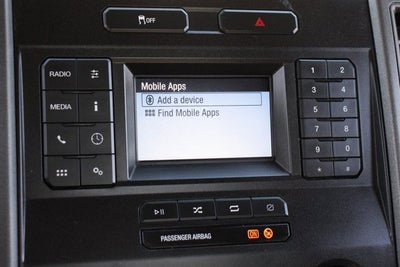 OFF
RADIO
MEDIA
i
Mobile Apps
Add a device
Find Mobile Apps
1 2
3 4
5 6
7 8
9 0
* #
PASSENGER AIRBAG
ON